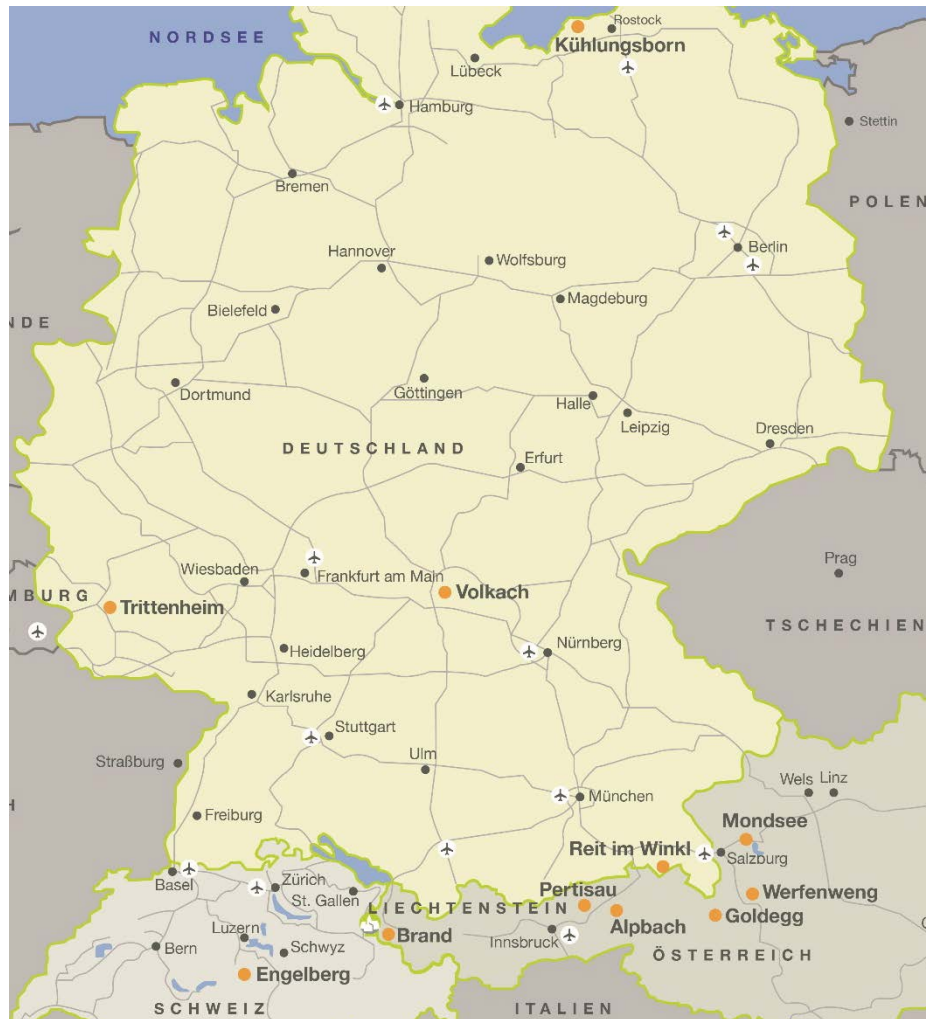 NORDSEE
Rostock
Kühlungsborn
Lübeck
Hamburg
Stettin
Bremen
POLEN
Berlin
Hannover
Wolfsburg
Magdeburg
Bielefeld
NDE
Dortmund
Göttingen
Halle
Leipzig
Dresden
DEUTSCHLAND
Erfurt
Prag
Wiesbaden
Frankfurt am Main
MBURG
Trittenheim
Volkach
TSCHECHIEN
Heidelberg
Nürnberg
Karlsruhe
Stuttgart
Straßburg
Ulm
Wels
Linz
München
H
Freiburg
Mondsee
Reit im Winkl
Salzburg
Basel
Zürich
St. Gallen
Pertisau
Werfenweng
LIECHTENSTEIN
Goldegg
Alpbach
Luzern
Brand
Innsbruck
Bern
Schwyz
ÖSTERREICH
Engelberg
SCHWEIZ
ITALIEN